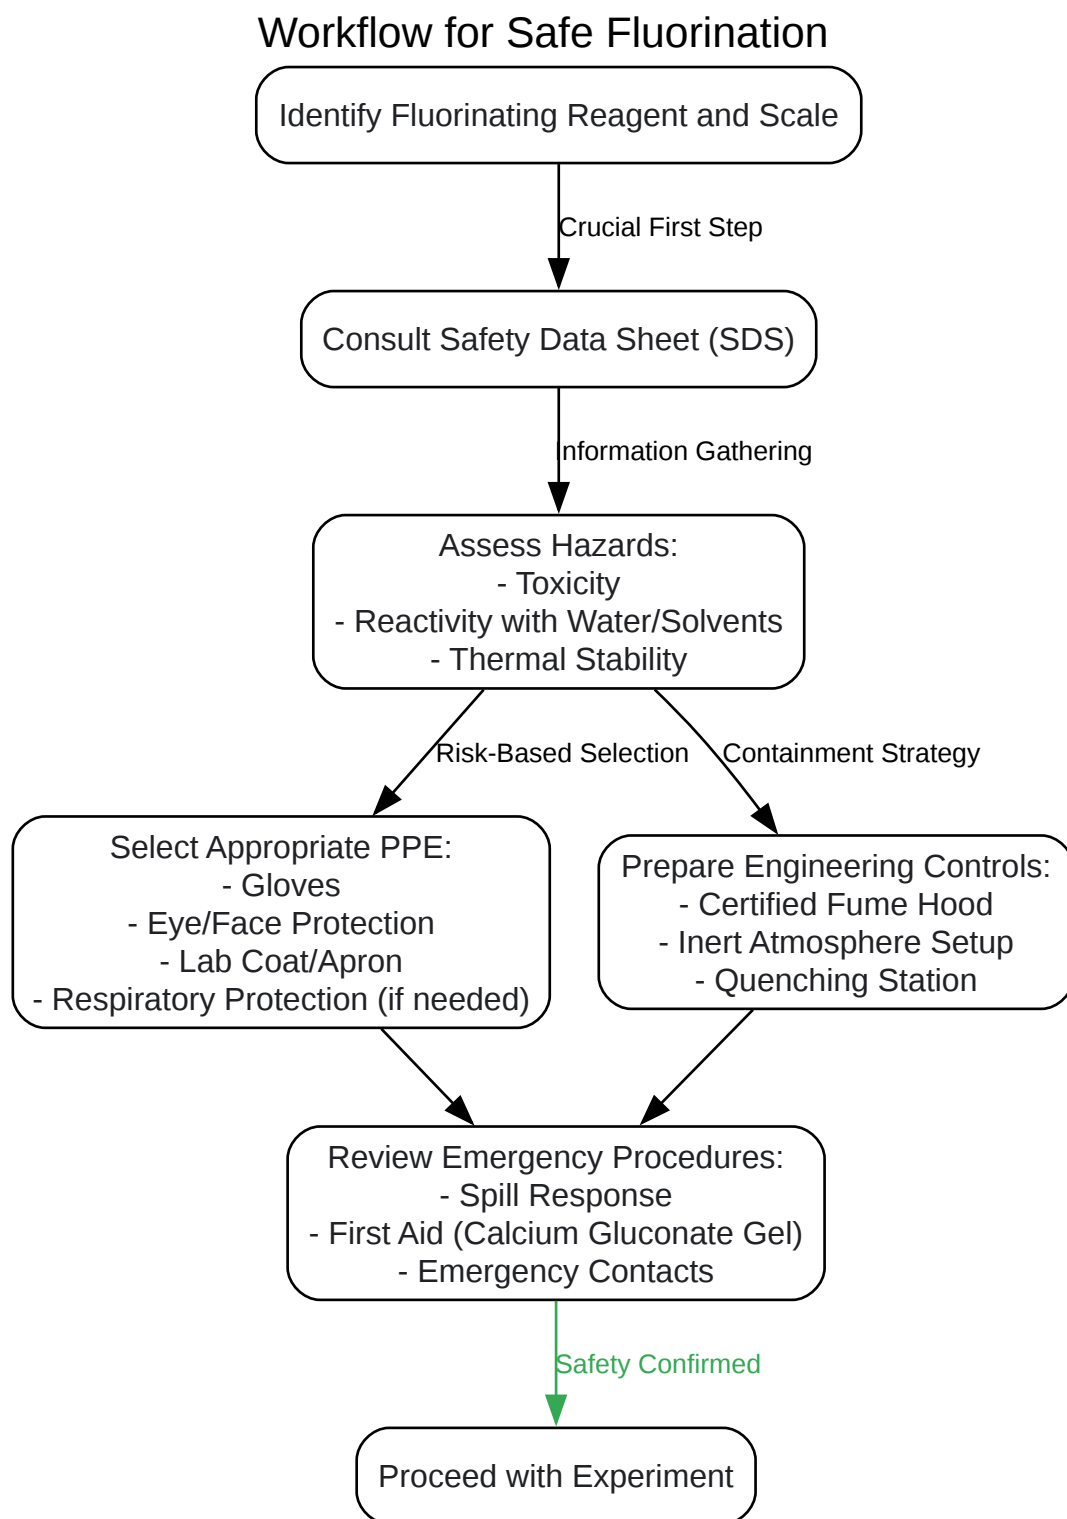 Workflow for Safe Fluorination
Identify Fluorinating Reagent and Scale
Crucial First Step
Consult Safety Data Sheet (SDS)
Information Gathering
Assess Hazards:
- Toxicity
- Reactivity with Water/Solvents
- Thermal Stability
Risk-Based Selection
Containment Strategy
Select Appropriate PPE:
- Gloves
- Eye/Face Protection
- Lab Coat/Apron
- Respiratory Protection (if needed)
Prepare Engineering Controls:
- Certified Fume Hood
- Inert Atmosphere Setup
- Quenching Station
Review Emergency Procedures:
- Spill Response
- First Aid (Calcium Gluconate Gel)
- Emergency Contacts
Safety Confirmed
Proceed with Experiment